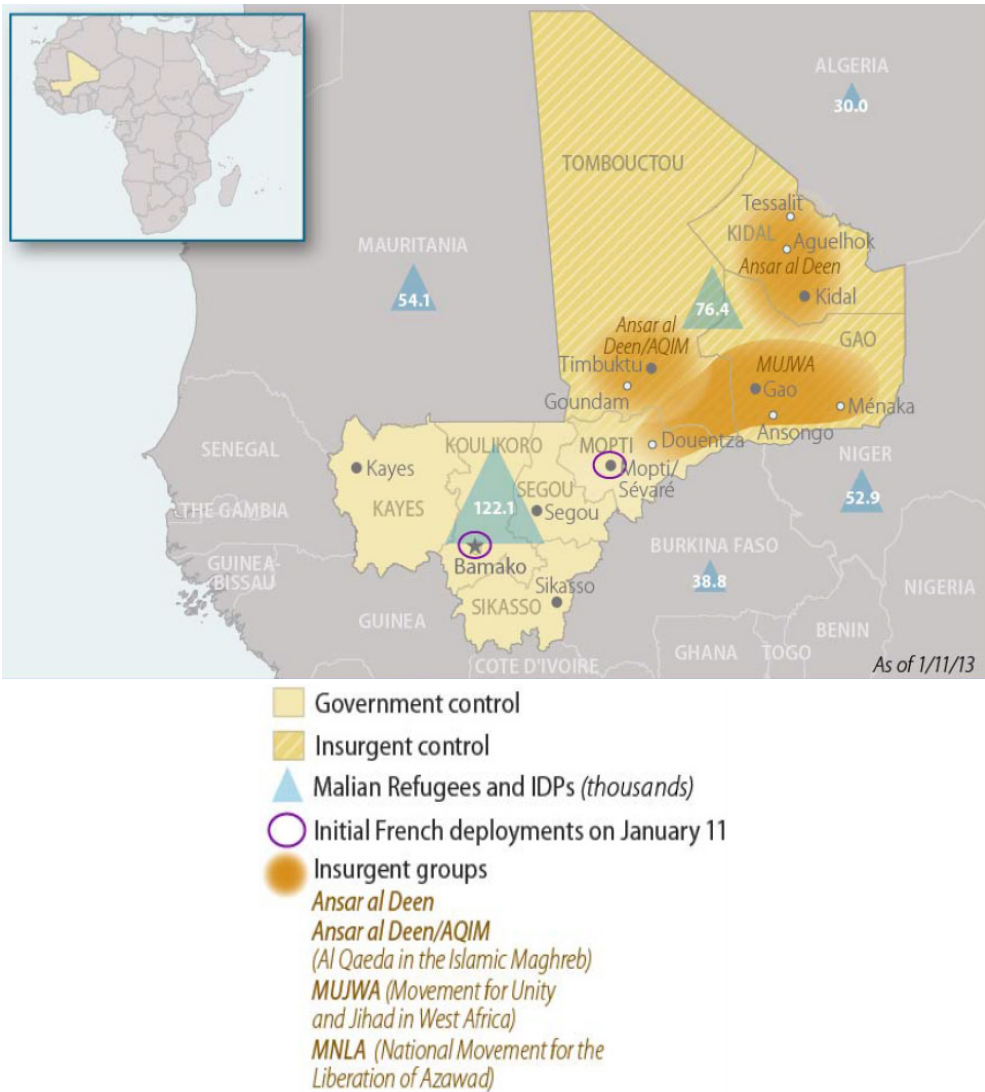 ALGERIA
30.0
TOMBOUCTOU
Tessalit
KIDAL
Aguelhok
Ansar al Deen
Kidal
MAURITANIA
54.1
76.4
Ansar al
Deen/AQIM
GAO
Timbuktu
MUJWA
Gao
Goundam
Ménaka
Ansongo
SENEGAL
KOULIKORO
MOPTI
Douentza
Kayes
Mopti/
Sévaré
NIGER
52.9
KAYES
SEGOU
122.1
Segou
THE GAMBIA
Bamako
BURKINA FASO
38.8
GUINEA-
BISSAU
Sikasso
SIKASSO
NIGERIA
GUINEA
BENIN
GHANA
TOGO
COTE D'IVOIRE
As of 1/11/13
Government control
Insurgent control
Malian Refugees and IDPs (thousands)
Initial French deployments on January 11
Insurgent groups
Ansar al Deen
Ansar al Deen/AQIM
(Al Qaeda in the Islamic Maghreb)
MUJWA (Movement for Unity
and Jihad in West Africa)
MNLA (National Movement for the
Liberation of Azawad)